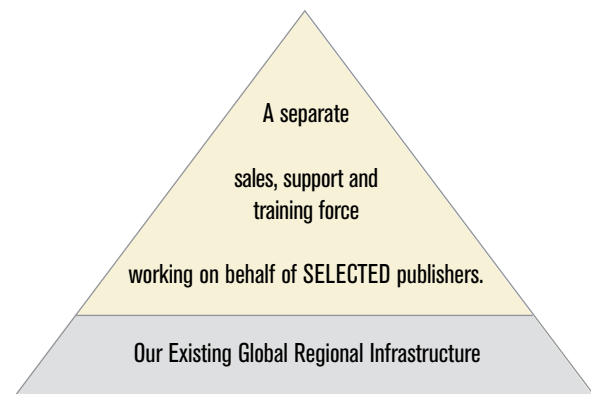 A separate
sales, support and
training force
working on behalf of SELECTED publishers.
Our Existing Global Regional Infrastructure